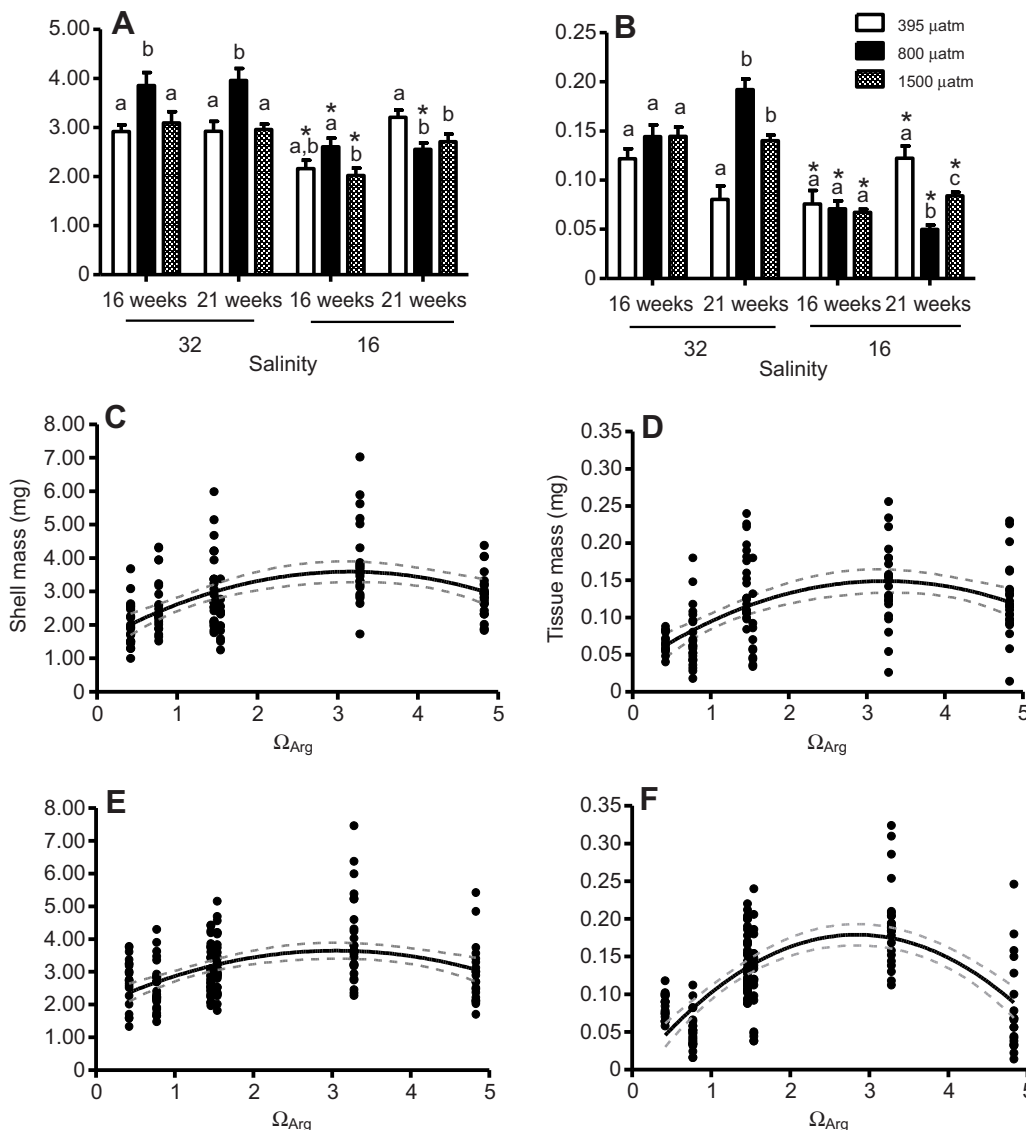 A
5.00
4.00
3.00
2.00
1.00
0
a b a
a b a
* a,b * a * b
a * b b
16 weeks 21 weeks 16 weeks 21 weeks
32 16
Salinity
B
395 µatm
800 µatm
1500 µatm
0.25
0.20
0.15
0.10
0.05
0
a a a
a b b
* a * a * a
* a * b * c
16 weeks 21 weeks 16 weeks 21 weeks
32 16
Salinity
C
Shell mass (mg)
8.00
7.00
6.00
5.00
4.00
3.00
2.00
1.00
0
0 1 2 3 4 5
ΩArg
D
Tissue mass (mg)
0.35
0.30
0.25
0.20
0.15
0.10
0.05
0
0 1 2 3 4 5
ΩArg
E
8.00
7.00
6.00
5.00
4.00
3.00
2.00
1.00
0
0 1 2 3 4 5
ΩArg
F
0.35
0.30
0.25
0.20
0.15
0.10
0.05
0
0 1 2 3 4 5
ΩArg